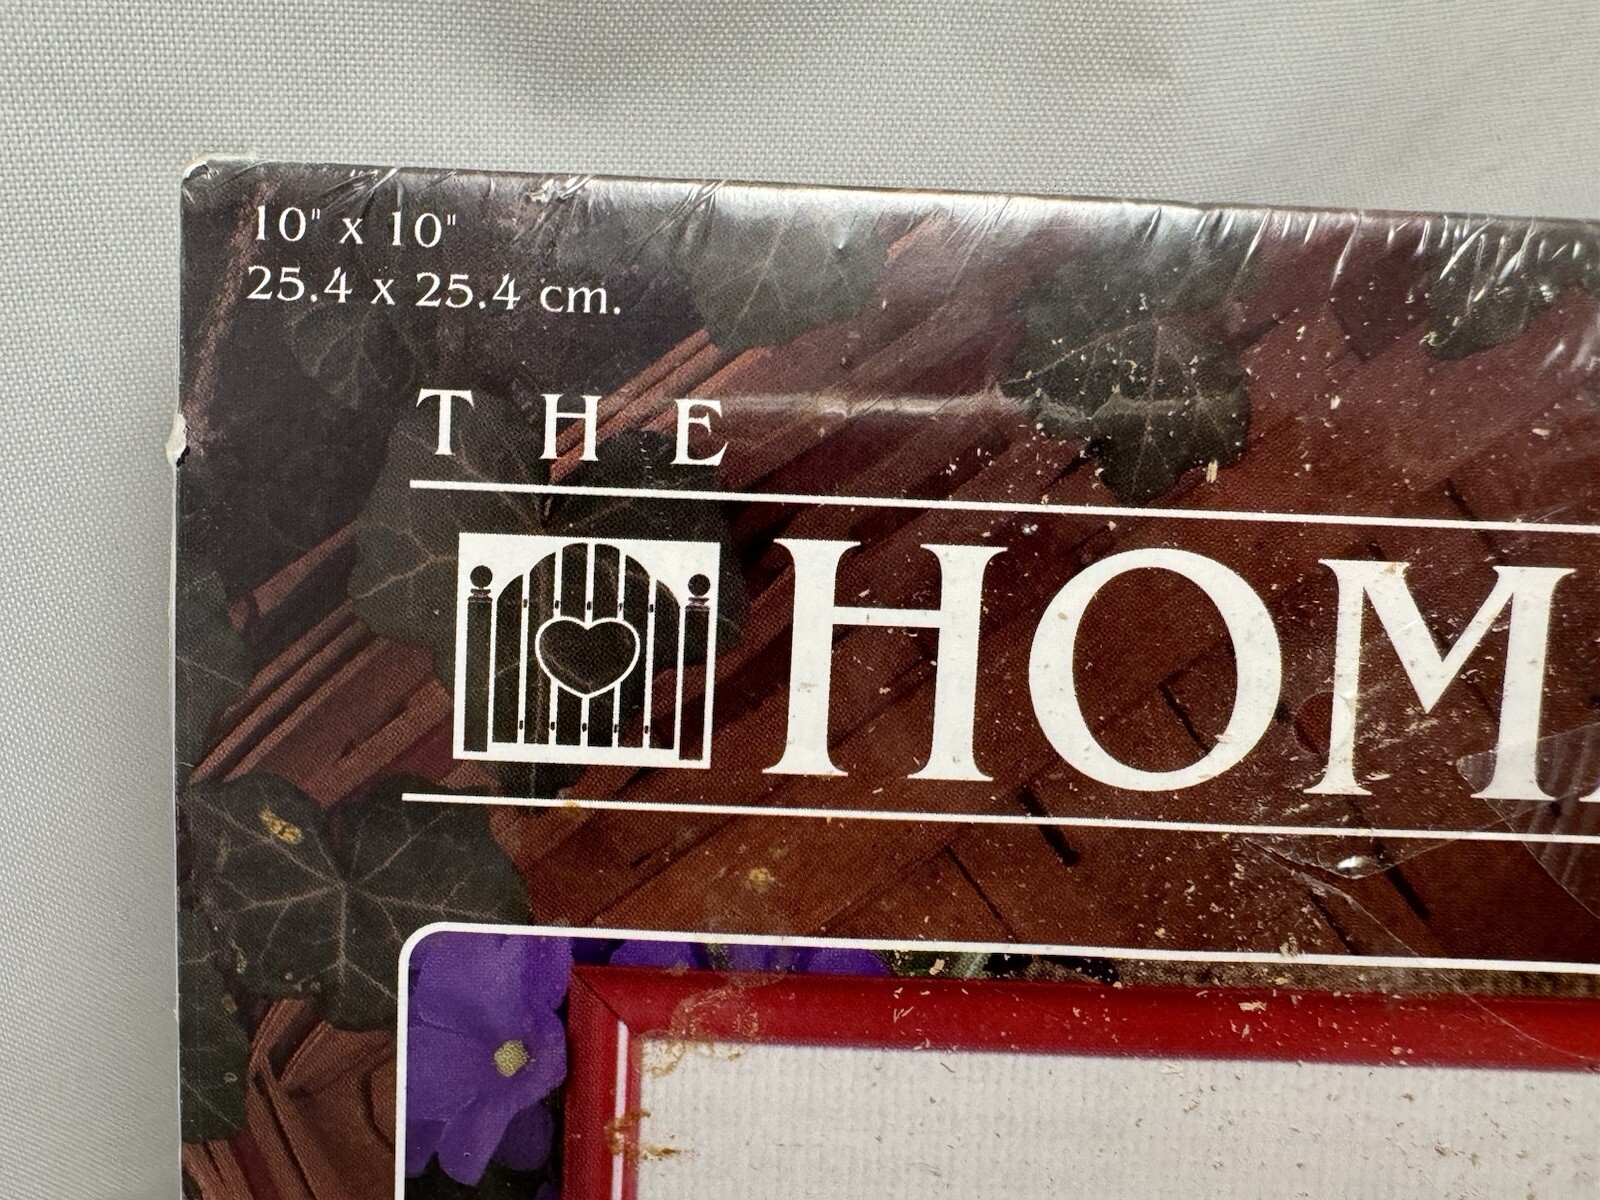 10" x 10"
25.4 x 25.4 cm.
THE
HOM